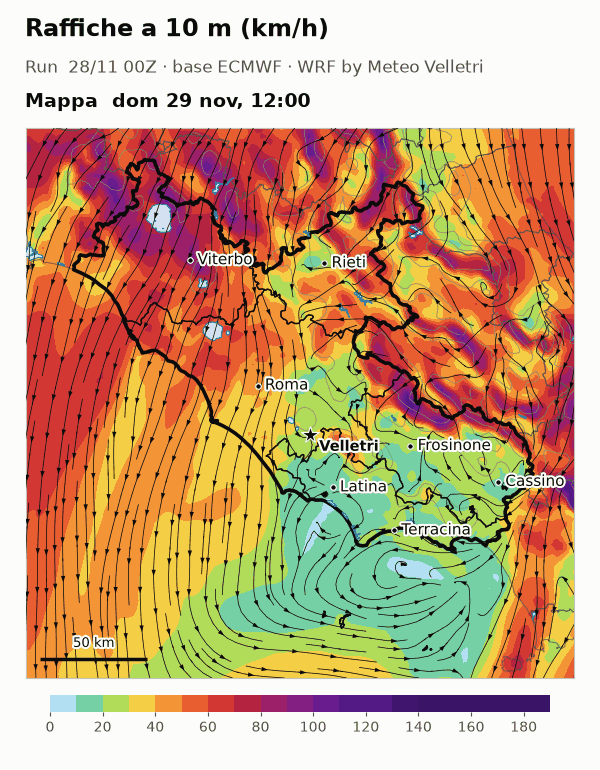 Raffiche a 10 m (km/h)
Run 28/11 00Z · base ECMWF · WRF by Meteo Velletri
Mappa dom 29 nov, 12:00
Viterbo
Rieti
Roma
Velletri
Frosinone
Latina
Cassino
Terracina
50 km
0 20 40 60 80 100 120 140 160 180